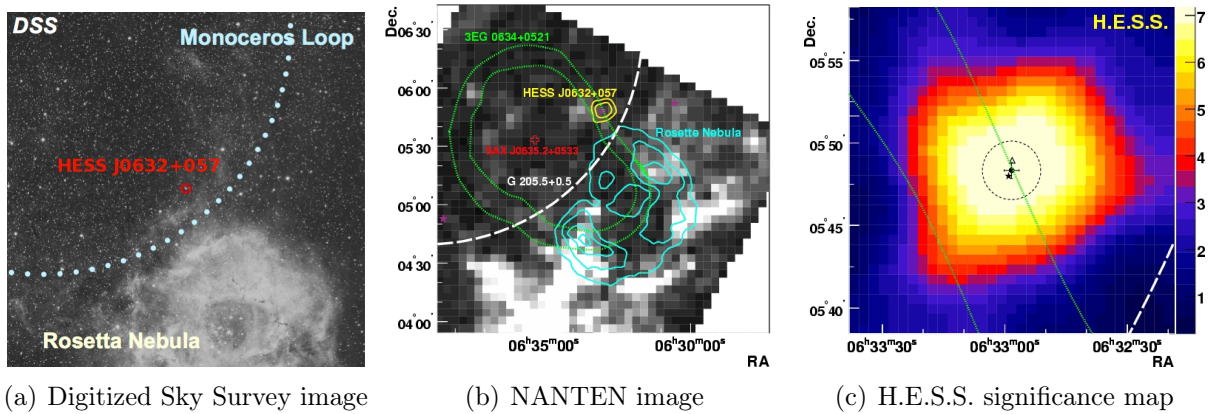 DSS
Monoceros Loop
HESS J0632+057
Rosetta Nebula
Dec.
06°30'
06°00'
05°30'
05°00'
04°30'
04°00'
3EG 0634+0521
HESS J0632+057
Rosette Nebula
SAX J0635.2+0533
G 205.5+0.5
06h35m00s
06h30m00s
RA
Dec.
05°55'
05°50'
05°45'
05°40'
H.E.S.S.
7
6
5
4
3
2
1
06h33m30s
06h33m00s
06h32m30s
RA
(a) Digitized Sky Survey image
(b) NANTEN image
(c) H.E.S.S. significance map